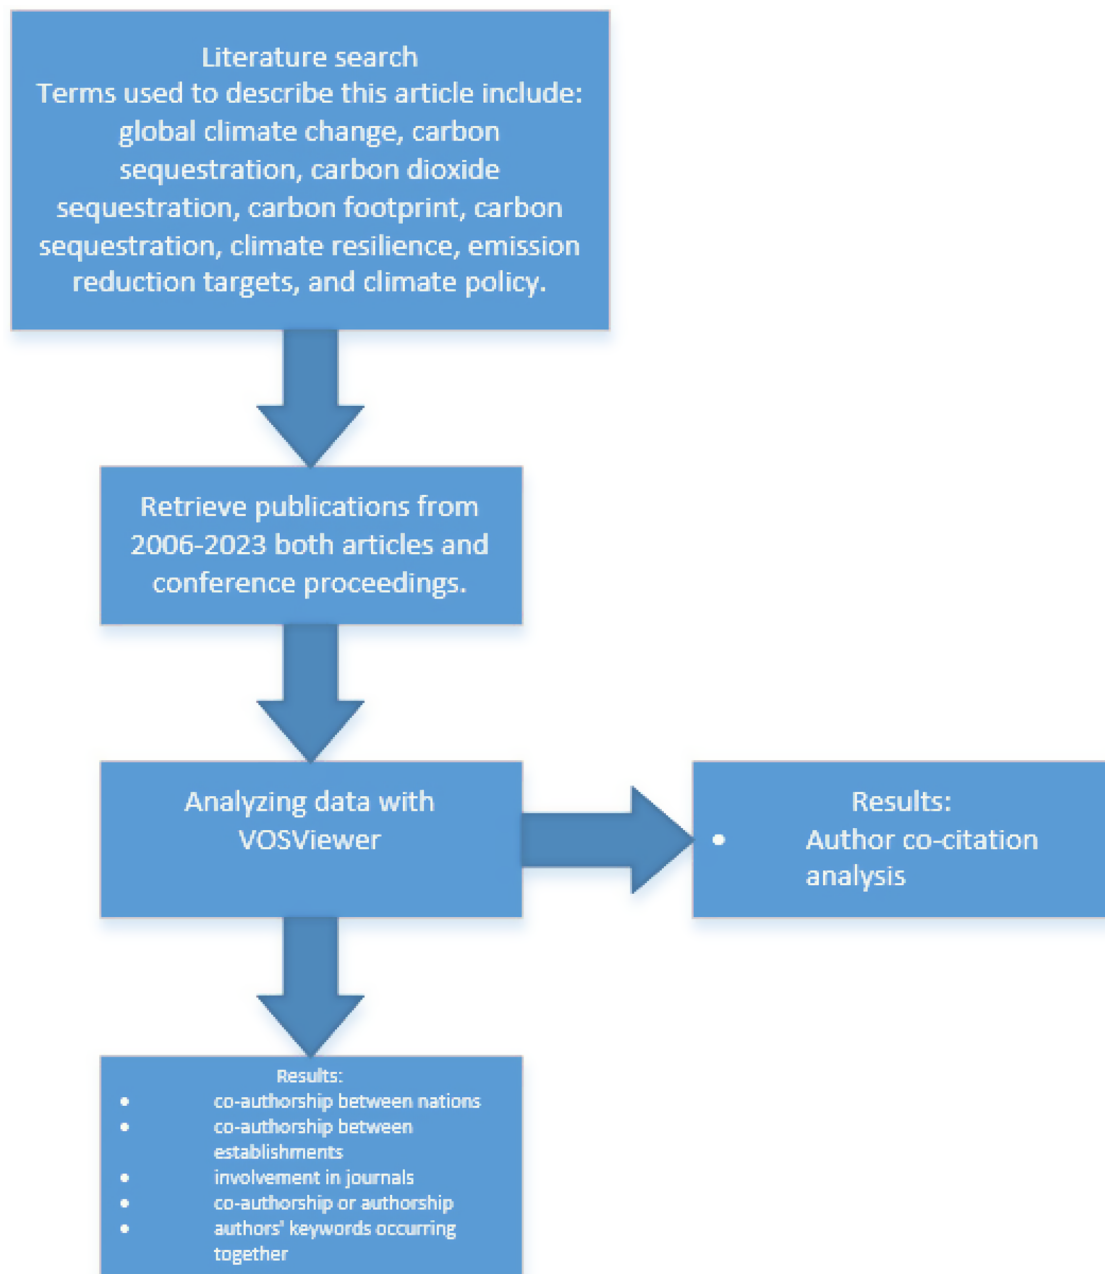 Literature search
Terms used to describe this article include:
global climate change, carbon
sequestration, carbon dioxide
sequestration, carbon footprint, carbon
sequestration, climate resilience, emission
reduction targets, and climate policy.
Retrieve publications from
2006-2023 both articles and
conference proceedings.
Analyzing data with
VOSViewer
Results:
• Author co-citation
analysis
Results:
• co-authorship between nations
• co-authorship between
establishments
• involvement in journals
• co-authorship or authorship
• authors' keywords occurring
together